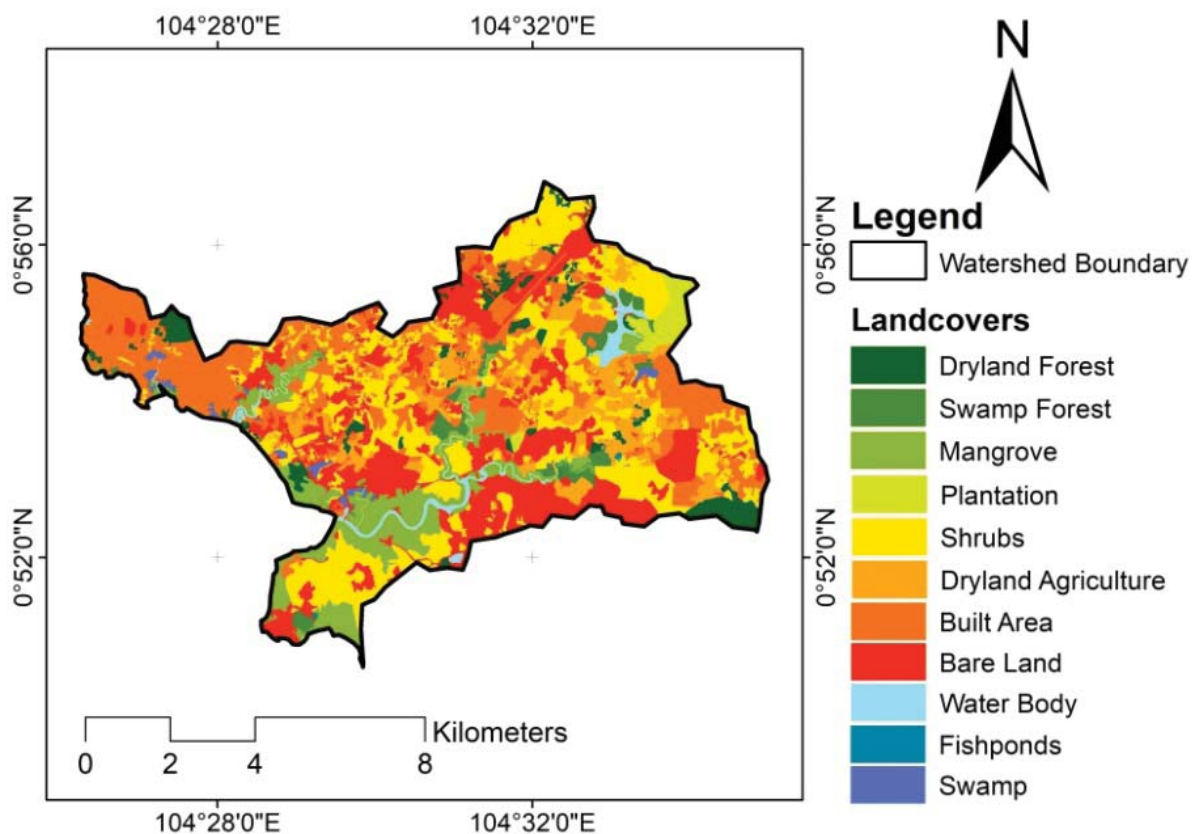 104°28'0"E 104°32'0"E
N
0°56'0"N 0°56'0"N
0°52'0"N 0°52'0"N
Kilometers
0 2 4 8
104°28'0"E 104°32'0"E
Legend
Watershed Boundary
Landcovers
Dryland Forest
Swamp Forest
Mangrove
Plantation
Shrubs
Dryland Agriculture
Built Area
Bare Land
Water Body
Fishponds
Swamp